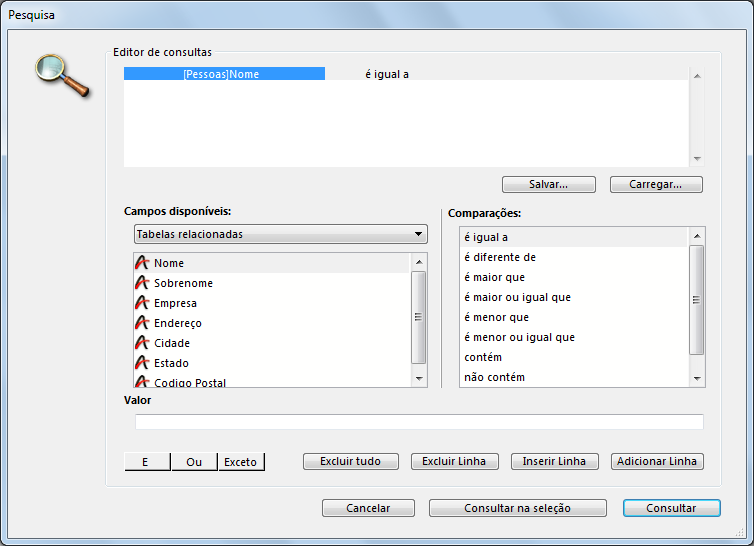 Pesquisa
Editor de consultas
[Pessoas]Nome é igual a
Salvar... Carregar...
Campos disponíveis: Comparações:
Tabelas relacionadas
Nome
Sobrenome
Empresa
Endereço
Cidade
Estado
Codigo Postal
é igual a
é diferente de
é maior que
é maior ou igual que
é menor que
é menor ou igual que
contém
não contém
Valor
E Ou Exceto Excluir tudo Excluir Linha Inserir Linha Adicionar Linha
Cancelar Consultar na seleção Consultar